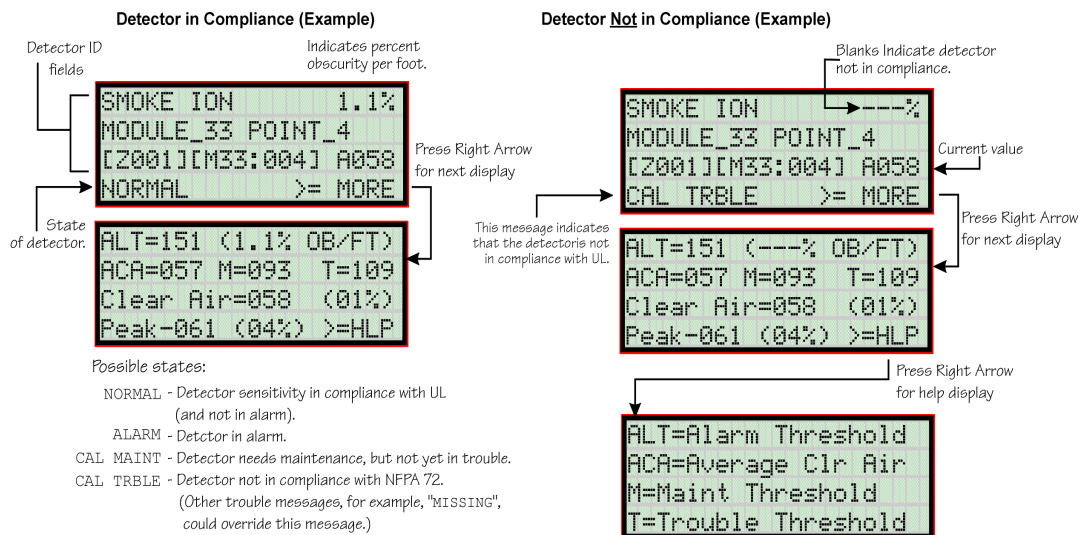 Detector in Compliance (Example)
Detector ID
fields
Indicates percent
obscurity per foot.
SMOKE ION 1.1%
MODULE_33 POINT_4
[Z001][M33:004] A058
NORMAL >= MORE
Press Right Arrow
for next display
State
of detector.
ALT=151 (1.1% OB/FT)
ACA=057 M=093 T=109
Clear Air=058 (01%)
Peak-061 (04%) >=HLP
Possible states:
NORMAL - Detector sensitivity in compliance with UL
(and not in alarm).
ALARM - Detctor in alarm.
CAL MAINT - Detector needs maintenance, but not yet in trouble.
CAL TRBLE - Detector not in compliance with NFPA 72.
(Other trouble messages, for example, "MISSING",
could override this message.)
Detector Not in Compliance (Example)
Blanks Indicate detector
not in compliance.
SMOKE ION ---%
MODULE_33 POINT_4
[Z001][M33:004] A058
CAL TRBLE >= MORE
Current value
This message indicates
that the detectoris not
in compliance with UL.
Press Right Arrow
for next display
ALT=151 (---% OB/FT)
ACA=057 M=093 T=109
Clear Air=058 (01%)
Peak-061 (04%) >=HLP
Press Right Arrow
for help display
ALT=Alarm Threshold
ACA=Average Clr Air
M=Maint Threshold
T=Trouble Threshold